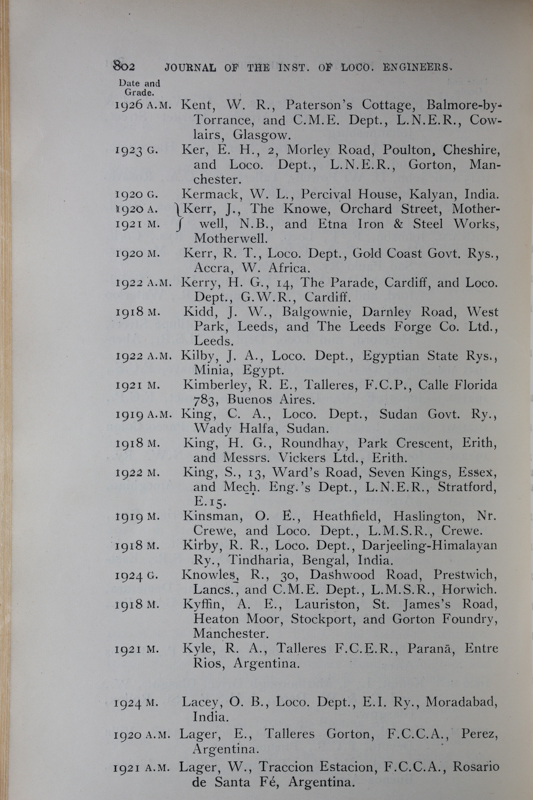 802 JOURNAL OF THE INST. OF LOCO. ENGINEERS.
Date and
Grade.
1926 A.M. Kent, W. R., Paterson's Cottage, Balmore-by-
Torrance, and C.M.E. Dept., L.N.E.R., Cow-
lairs, Glasgow.
1923 G. Ker, E. H., 2, Morley Road, Poulton, Cheshire,
and Loco. Dept., L.N.E.R., Gorton, Man-
chester.
1920 G. Kermack, W. L., Percival House, Kalyan, India.
1920 A. } Kerr, J., The Knowe, Orchard Street, Mother-
1921 M. } well, N.B., and Etna Iron & Steel Works,
Motherwell.
1920 M. Kerr, R. T., Loco. Dept., Gold Coast Govt. Rys.,
Accra, W. Africa.
1922 A.M. Kerry, H. G., 14, The Parade, Cardiff, and Loco.
Dept., G.W.R., Cardiff.
1918 M. Kidd, J. W., Balgownie, Darnley Road, West
Park, Leeds, and The Leeds Forge Co. Ltd.,
Leeds.
1922 A.M. Kilby, J. A., Loco. Dept., Egyptian State Rys.,
Minia, Egypt.
1921 M. Kimberley, R. E., Talleres, F.C.P., Calle Florida
783, Buenos Aires.
1919 A.M. King, C. A., Loco. Dept., Sudan Govt. Ry.,
Wady Halfa, Sudan.
1918 M. King, H. G., Roundhay, Park Crescent, Erith,
and Messrs. Vickers Ltd., Erith.
1922 M. King, S., 13, Ward's Road, Seven Kings, Essex,
and Mech. Eng.'s Dept., L.N.E.R., Stratford,
E.15.
1919 M. Kinsman, O. E., Heathfield, Haslington, Nr.
Crewe, and Loco. Dept., L.M.S.R., Crewe.
1918 M. Kirby, R. R., Loco. Dept., Darjeeling-Himalayan
Ry., Tindharia, Bengal, India.
1924 G. Knowles, R., 30, Dashwood Road, Prestwich,
Lancs., and C.M.E. Dept., L.M.S.R., Horwich.
1918 M. Kyffin, A. E., Lauriston, St. James's Road,
Heaton Moor, Stockport, and Gorton Foundry,
Manchester.
1921 M. Kyle, R. A., Talleres F.C.E.R., Paranā, Entre
Rios, Argentina.
1924 M. Lacey, O. B., Loco. Dept., E.I. Ry., Moradabad,
India.
1920 A.M. Lager, E., Talleres Gorton, F.C.C.A., Perez,
Argentina.
1921 A.M. Lager, W., Traccion Estacion, F.C.C.A., Rosario
de Santa Fé, Argentina.